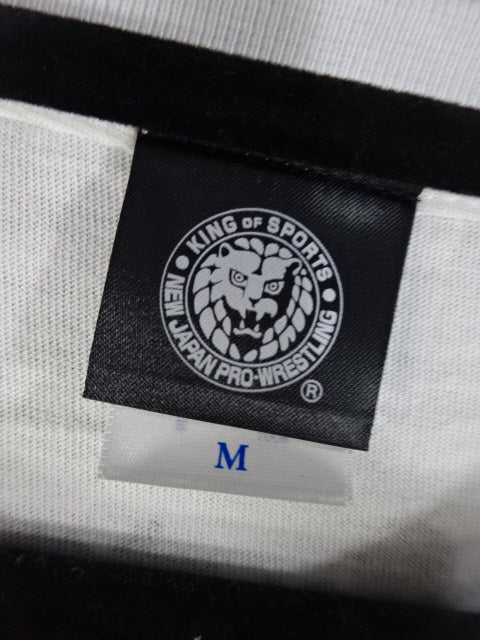 KING OF SPORTS
NEW JAPAN PRO-WRESTLING
®
M